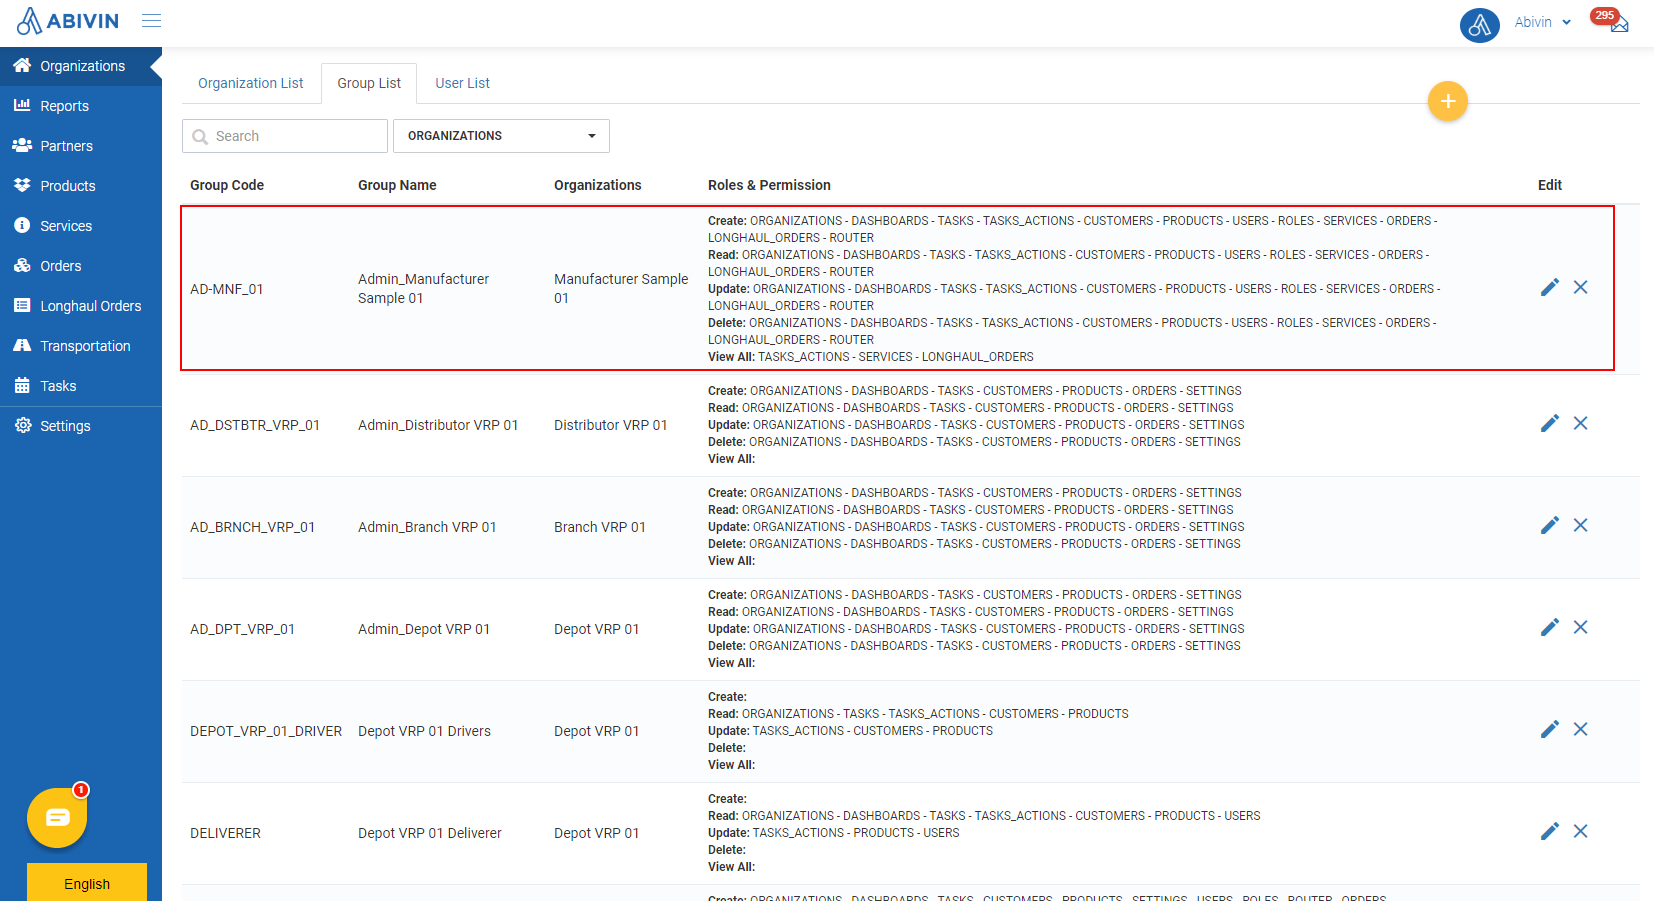 ABIVIN
Abivin
295
Organizations
Reports
Partners
Products
Services
Orders
Longhaul Orders
Transportation
Tasks
Settings
1
English
Organization List
Group List
User List
+
Search
ORGANIZATIONS
Group Code
Group Name
Organizations
Roles & Permission
Edit
AD-MNF_01
Admin_Manufacturer
Sample 01
Manufacturer Sample
01
Create: ORGANIZATIONS - DASHBOARDS - TASKS - TASKS_ACTIONS - CUSTOMERS - PRODUCTS - USERS - ROLES - SERVICES - ORDERS -
LONGHAUL_ORDERS - ROUTER
Read: ORGANIZATIONS - DASHBOARDS - TASKS - TASKS_ACTIONS - CUSTOMERS - PRODUCTS - USERS - ROLES - SERVICES - ORDERS -
LONGHAUL_ORDERS - ROUTER
Update: ORGANIZATIONS - DASHBOARDS - TASKS - TASKS_ACTIONS - CUSTOMERS - PRODUCTS - USERS - ROLES - SERVICES - ORDERS -
LONGHAUL_ORDERS - ROUTER
Delete: ORGANIZATIONS - DASHBOARDS - TASKS - TASKS_ACTIONS - CUSTOMERS - PRODUCTS - USERS - ROLES - SERVICES - ORDERS -
LONGHAUL_ORDERS - ROUTER
View All: TASKS_ACTIONS - SERVICES - LONGHAUL_ORDERS
AD_DSTBTR_VRP_01
Admin_Distributor VRP 01
Distributor VRP 01
Create: ORGANIZATIONS - DASHBOARDS - TASKS - CUSTOMERS - PRODUCTS - ORDERS - SETTINGS
Read: ORGANIZATIONS - DASHBOARDS - TASKS - CUSTOMERS - PRODUCTS - ORDERS - SETTINGS
Update: ORGANIZATIONS - DASHBOARDS - TASKS - CUSTOMERS - PRODUCTS - ORDERS - SETTINGS
Delete: ORGANIZATIONS - DASHBOARDS - TASKS - CUSTOMERS - PRODUCTS - ORDERS - SETTINGS
View All:
AD_BRNCH_VRP_01
Admin_Branch VRP 01
Branch VRP 01
Create: ORGANIZATIONS - DASHBOARDS - TASKS - CUSTOMERS - PRODUCTS - ORDERS - SETTINGS
Read: ORGANIZATIONS - DASHBOARDS - TASKS - CUSTOMERS - PRODUCTS - ORDERS - SETTINGS
Update: ORGANIZATIONS - DASHBOARDS - TASKS - CUSTOMERS - PRODUCTS - ORDERS - SETTINGS
Delete: ORGANIZATIONS - DASHBOARDS - TASKS - CUSTOMERS - PRODUCTS - ORDERS - SETTINGS
View All:
AD_DPT_VRP_01
Admin_Depot VRP 01
Depot VRP 01
Create: ORGANIZATIONS - DASHBOARDS - TASKS - CUSTOMERS - PRODUCTS - ORDERS - SETTINGS
Read: ORGANIZATIONS - DASHBOARDS - TASKS - CUSTOMERS - PRODUCTS - ORDERS - SETTINGS
Update: ORGANIZATIONS - DASHBOARDS - TASKS - CUSTOMERS - PRODUCTS - ORDERS - SETTINGS
Delete: ORGANIZATIONS - DASHBOARDS - TASKS - CUSTOMERS - PRODUCTS - ORDERS - SETTINGS
View All:
DEPOT_VRP_01_DRIVER
Depot VRP 01 Drivers
Depot VRP 01
Create:
Read: ORGANIZATIONS - TASKS - TASKS_ACTIONS - CUSTOMERS - PRODUCTS
Update: TASKS_ACTIONS - CUSTOMERS - PRODUCTS
Delete:
View All:
DELIVERER
Depot VRP 01 Deliverer
Depot VRP 01
Create:
Read: ORGANIZATIONS - DASHBOARDS - TASKS - TASKS_ACTIONS - CUSTOMERS - PRODUCTS - USERS
Update: TASKS_ACTIONS - PRODUCTS - USERS
Delete:
View All:
Create: ORGANIZATIONS - DASHBOARDS - TASKS - CUSTOMERS - PRODUCTS - SETTINGS - USERS - ROLES - ROUTER - ORDERS